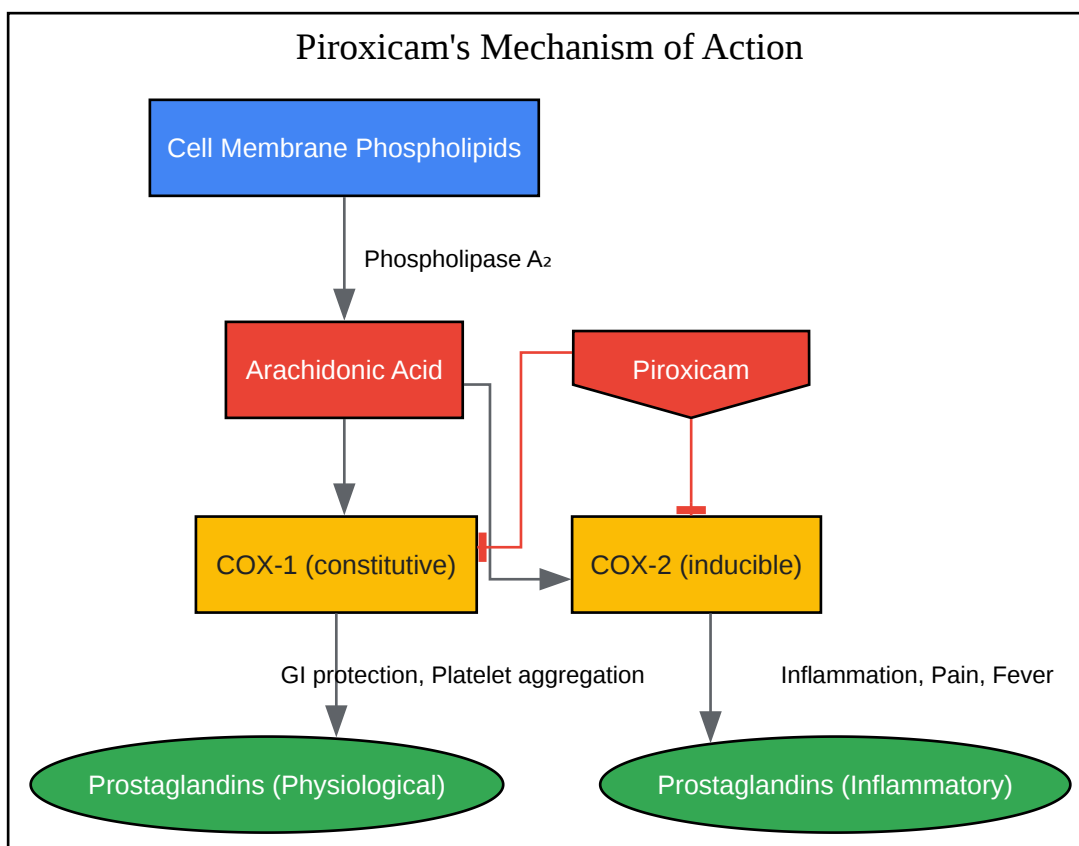 Piroxicam's Mechanism of Action
Cell Membrane Phospholipids
Phospholipase A₂
Arachidonic Acid
Piroxicam
COX-1 (constitutive)
COX-2 (inducible)
GI protection, Platelet aggregation
Inflammation, Pain, Fever
Prostaglandins (Physiological)
Prostaglandins (Inflammatory)